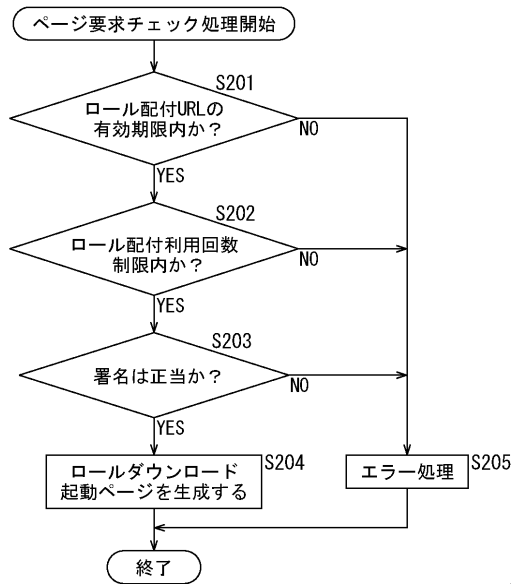 ページ要求チェック処理開始
S201
ロール配付URLの
有効期限内か？
NO
YES
S202
ロール配付利用回数
制限内か？
NO
YES
S203
署名は正当か？
NO
YES
S204
ロールダウンロード
起動ページを生成する
S205
エラー処理
終了